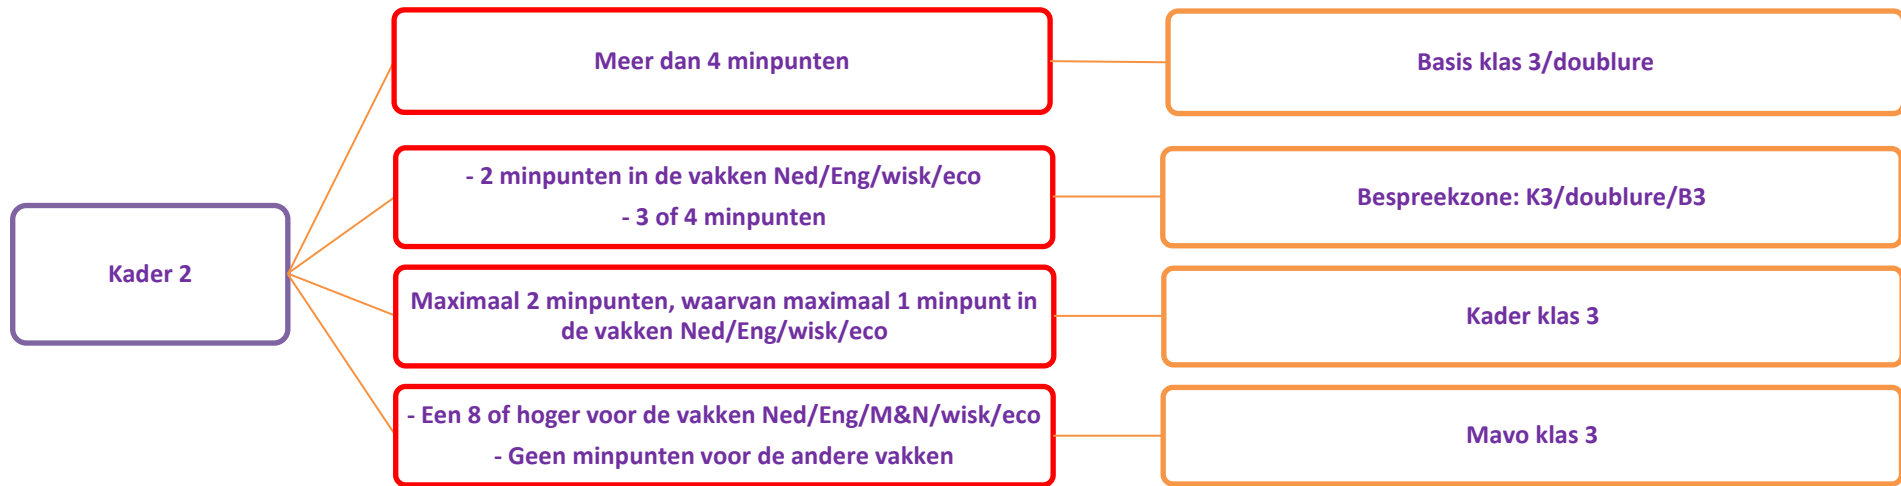 Meer dan 4 minpunten
Basis klas 3/doublure
- 2 minpunten in de vakken Ned/Eng/wisk/eco
- 3 of 4 minpunten
Bespreekzone: K3/doublure/B3
Kader 2
Maximaal 2 minpunten, waarvan maximaal 1 minpunt in
de vakken Ned/Eng/wisk/eco
Kader klas 3
- Een 8 of hoger voor de vakken Ned/Eng/M&N/wisk/eco
- Geen minpunten voor de andere vakken
Mavo klas 3